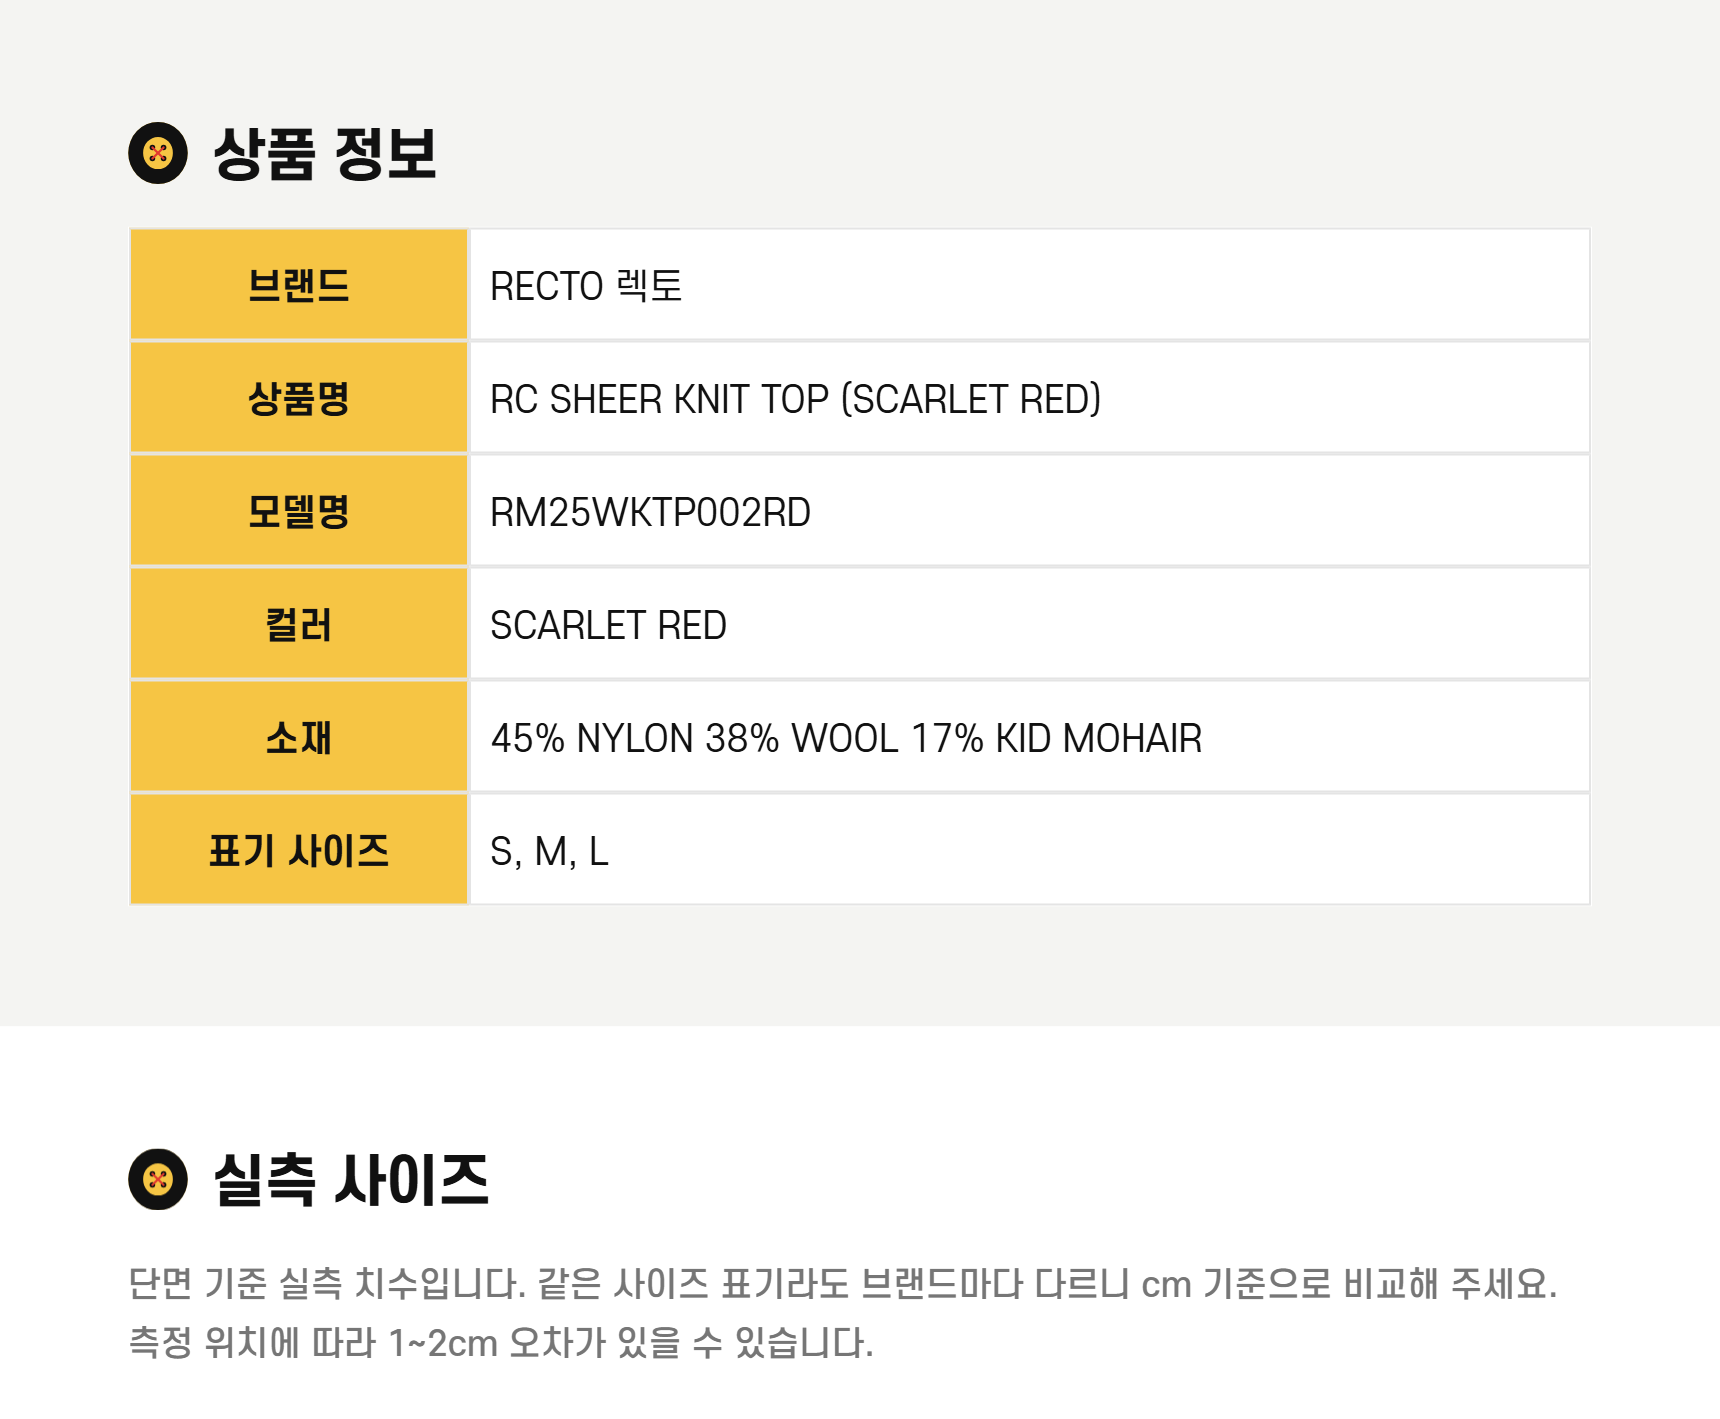 상품 정보
브랜드 RECTO 렉토
상품명 RC SHEER KNIT TOP (SCARLET RED)
모델명 RM25WKTP002RD
컬러 SCARLET RED
소재 45% NYLON 38% WOOL 17% KID MOHAIR
표기 사이즈 S, M, L
실측 사이즈
단면 기준 실측 치수입니다. 같은 사이즈 표기라도 브랜드마다 다르니 cm 기준으로 비교해 주세요.
측정 위치에 따라 1~2cm 오차가 있을 수 있습니다.